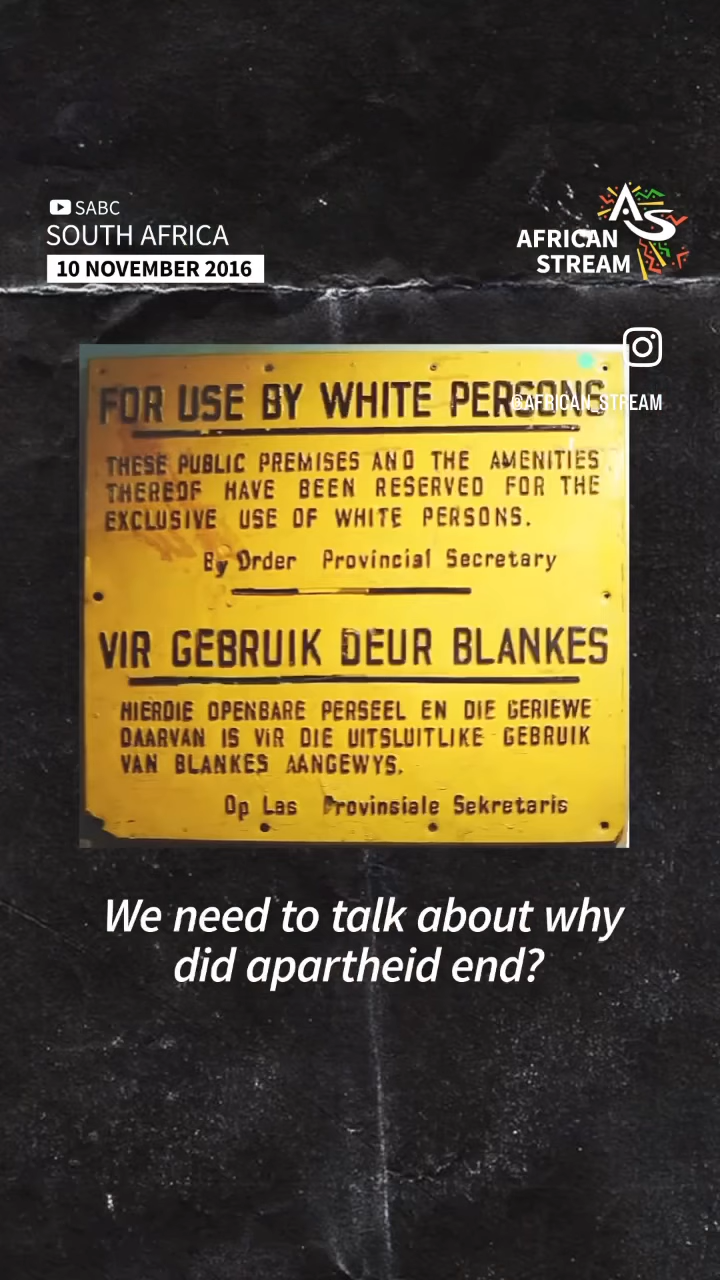 SABC
SOUTH AFRICA
10 NOVEMBER 2016
AS
AFRICAN
STREAM
@AFRICAN_STREAM
FOR USE BY WHITE PERSONS
THESE PUBLIC PREMISES AND THE AMENITIES
THEREOF HAVE BEEN RESERVED FOR THE
EXCLUSIVE USE OF WHITE PERSONS.
By Order Provincial Secretary
VIR GEBRUIK DEUR BLANKES
HIERDIE OPENBARE PERSEEL EN DIE GERIEWE
DAARVAN IS VIR DIE UITSLUITLIKE GEBRUIK
VAN BLANKES AANGEWYS.
Op Las Provinsiale Sekretaris
We need to talk about why
did apartheid end?